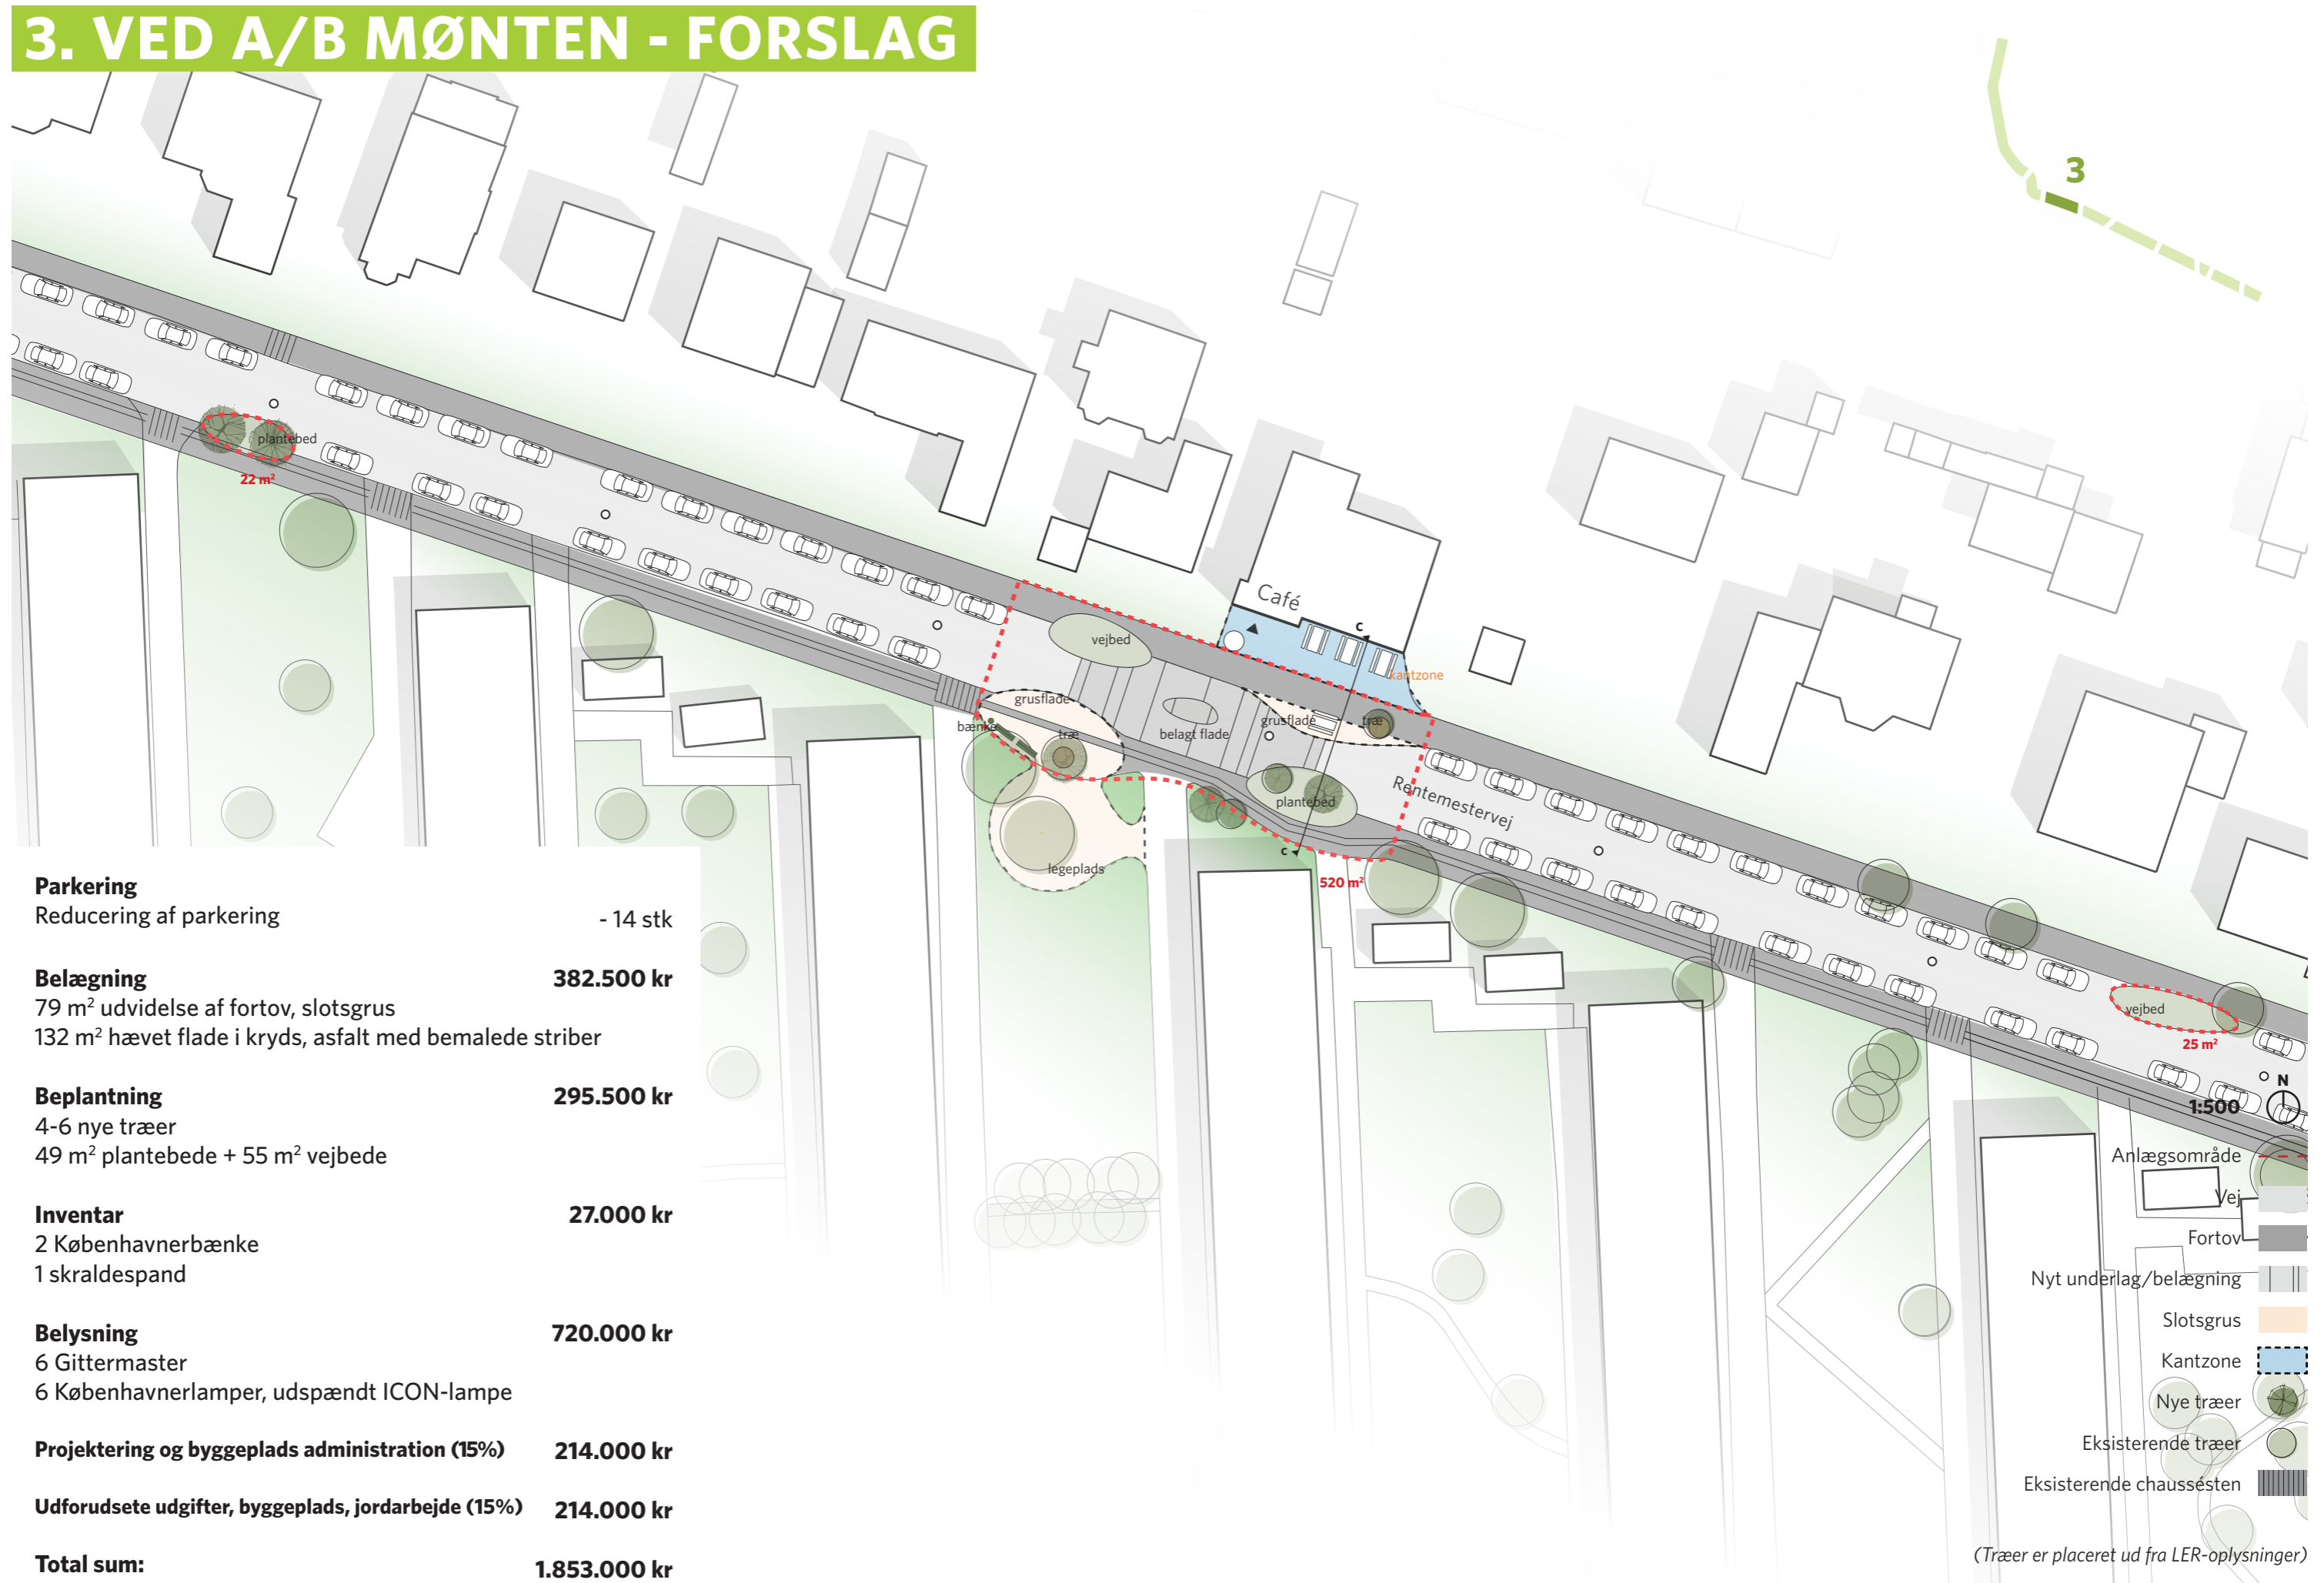 3. VED A/B MØNTEN - FORSLAG
3
plantebed
22 m²
Café
vejbed
c
kantzone
grusflade
bænke
træ
belagt flade
grusflade
træ
plantebed
Rentemestervej
c
legeplads
520 m²
vejbed
25 m²
Parkering
Reducering af parkering - 14 stk
Belægning 382.500 kr
79 m² udvidelse af fortov, slotsgrus
132 m² hævet flade i kryds, asfalt med bemalede striber
Beplantning 295.500 kr
4-6 nye træer
49 m² plantebede + 55 m² vejbede
Inventar 27.000 kr
2 Københavnerbænke
1 skraldespand
Belysning 720.000 kr
6 Gittermaster
6 Københavnerlamper, udspændt ICON-lampe
Projektering og byggeplads administration (15%) 214.000 kr
Udforudsete udgifter, byggeplads, jordarbejde (15%) 214.000 kr
Total sum: 1.853.000 kr
N
1:500
Anlægsområde
Vej
Fortov
Nyt underlag/belægning
Slotsgrus
Kantzone
Nye træer
Eksisterende træer
Eksisterende chaussésten
(Træer er placeret ud fra LER-oplysninger)